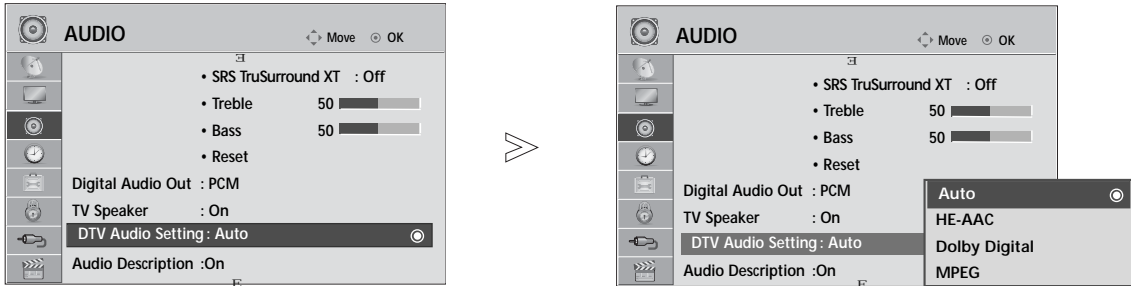 AUDIO
Move
OK
• SRS TruSurround XT : Off
• Treble 50
• Bass 50
• Reset
Digital Audio Out : PCM
TV Speaker : On
DTV Audio Setting : Auto
Audio Description :On
E
AUDIO
Move
OK
• SRS TruSurround XT : Off
• Treble 50
• Bass 50
• Reset
Digital Audio Out : PCM
TV Speaker : On
DTV Audio Setting : Auto
Audio Description :On
E
Auto
HE-AAC
Dolby Digital
MPEG